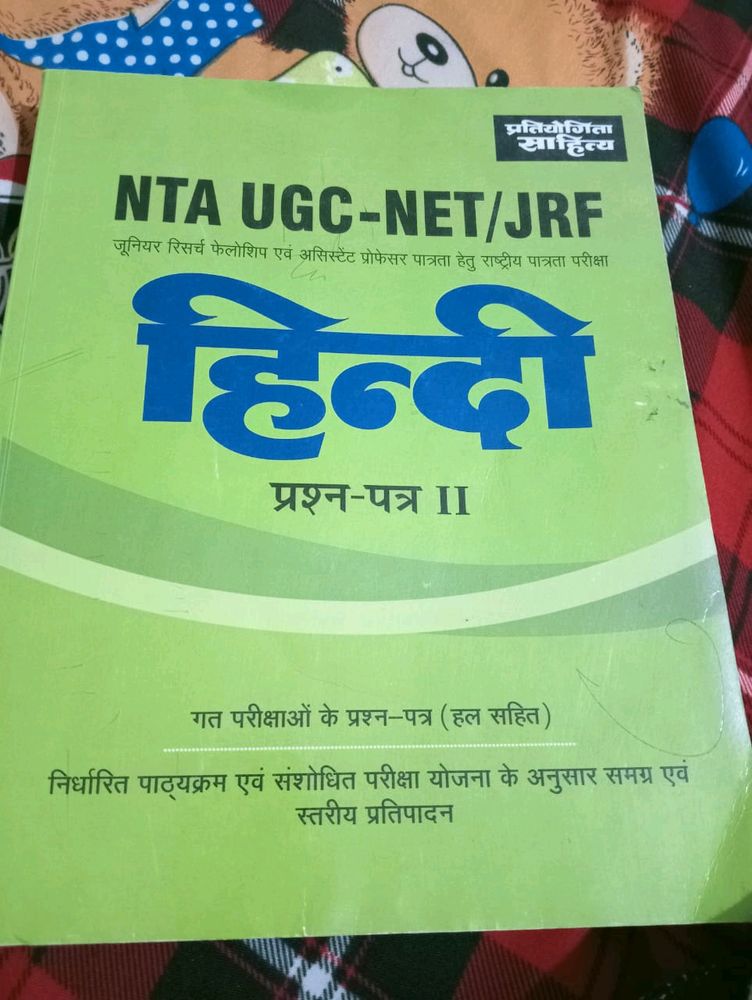 प्रतियोगिता
साहित्य
NTA UGC-NET/JRF
जूनियर रिसर्च फेलोशिप एवं असिस्टेंट प्रोफेसर पात्रता हेतु राष्ट्रीय पात्रता परीक्षा
हिन्दी
प्रश्न-पत्र II
गत परीक्षाओं के प्रश्न–पत्र (हल सहित)
निर्धारित पाठ्यक्रम एवं संशोधित परीक्षा योजना के अनुसार समग्र एवं
स्तरीय प्रतिपादन